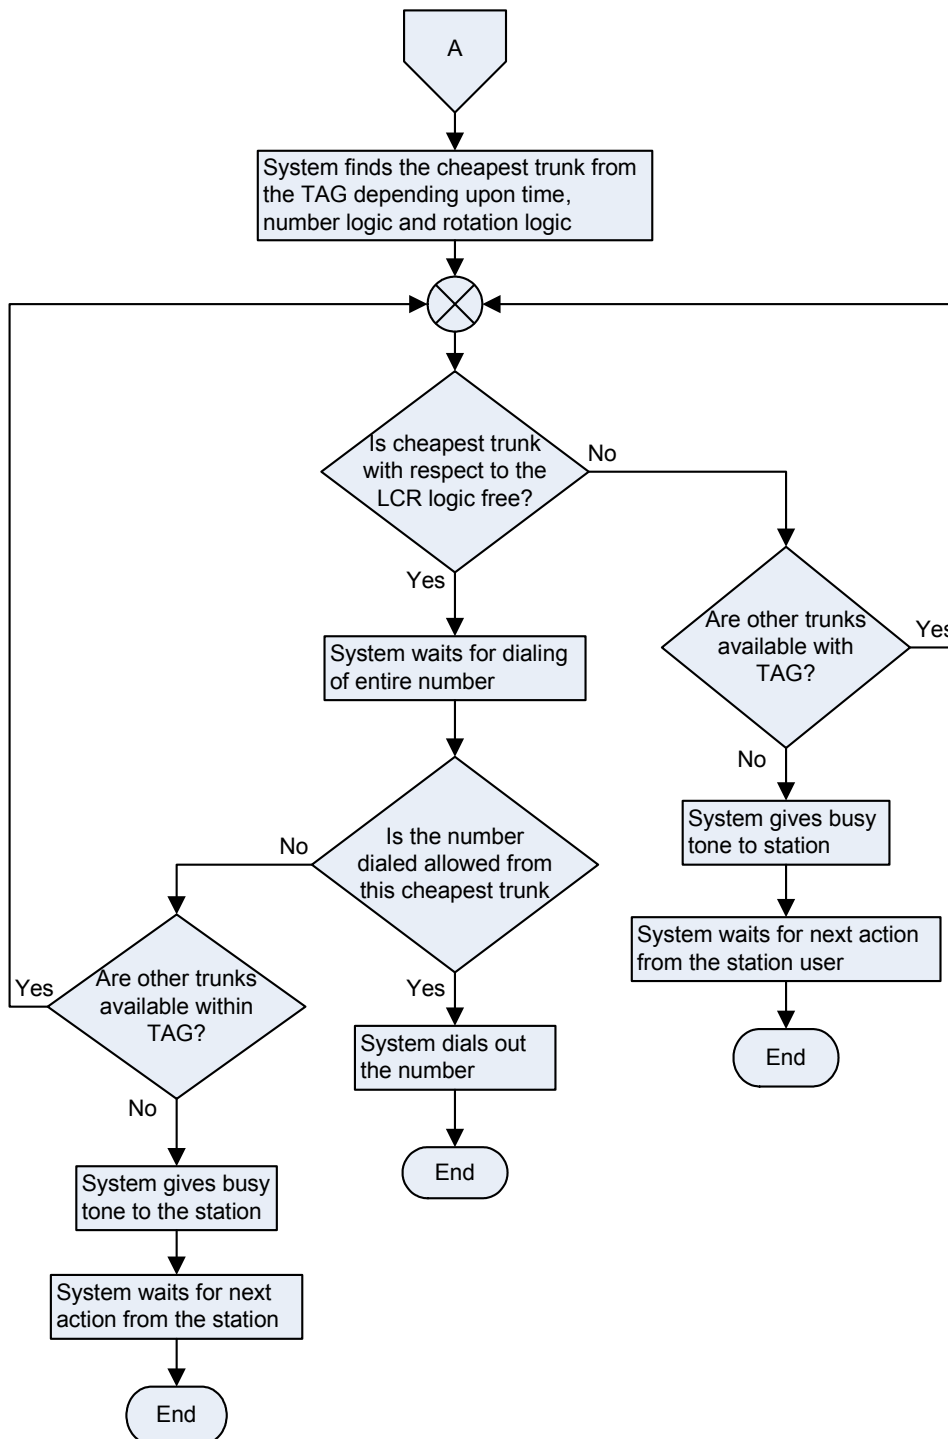 A
System finds the cheapest trunk from
the TAG depending upon time,
number logic and rotation logic
Is cheapest trunk
with respect to the
LCR logic free?
No
Yes
Are other trunks
available with
TAG?
Yes
No
System waits for dialing
of entire number
System gives busy
tone to station
Is the number
dialed allowed from
this cheapest trunk
No
Yes
System waits for next action
from the station user
End
Are other trunks
available within
TAG?
Yes
No
System dials out
the number
End
System gives busy
tone to the station
System waits for next
action from the station
End